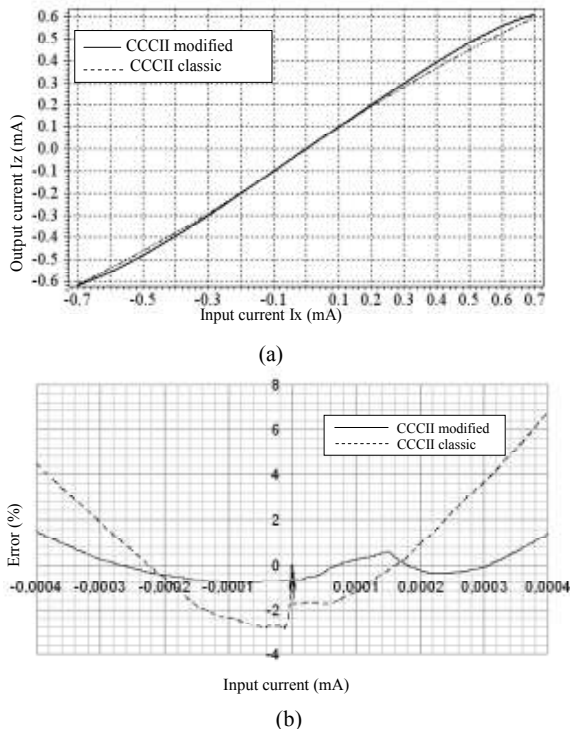 0.6
0.5
0.4
0.3
0.2
0.1
0.0
-0.1
-0.2
-0.3
-0.4
-0.5
-0.6
Output current Iz (mA)
CCCII modified
CCCII classic
-0.7 -0.5 -0.3 -0.1 0.1 0.2 0.3 0.4 0.5 0.6 0.7
Input current Ix (mA)
(a)
8
6
4
2
0
-2
-4
Error (%)
CCCII modified
CCCII classic
-0.0004 -0.0003 -0.0002 -0.0001 0 0.0001 0.0002 0.0003 0.0004
Input current (mA)
(b)